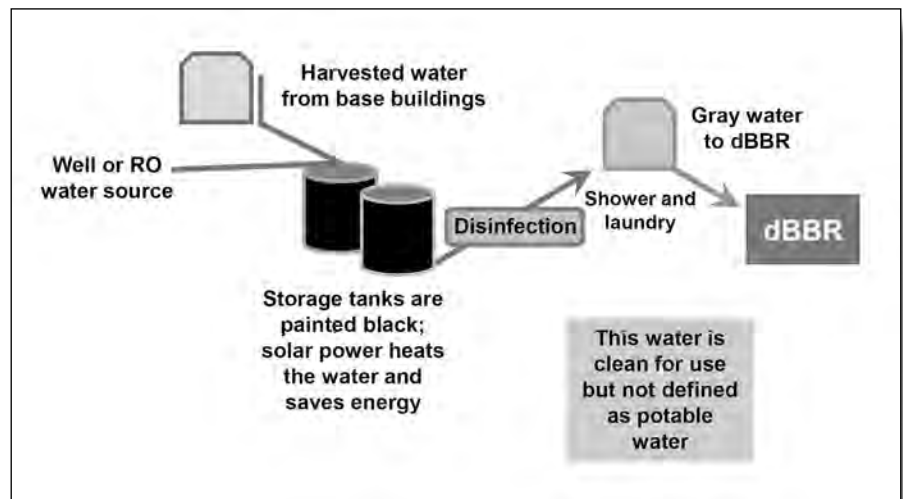 Harvested water
from base buildings
Well or RO
water source
Disinfection
Shower and
laundry
Gray water
to dBBR
dBBR
Storage tanks are
painted black;
solar power heats
the water and
saves energy
This water is
clean for use
but not defined
as potable
water